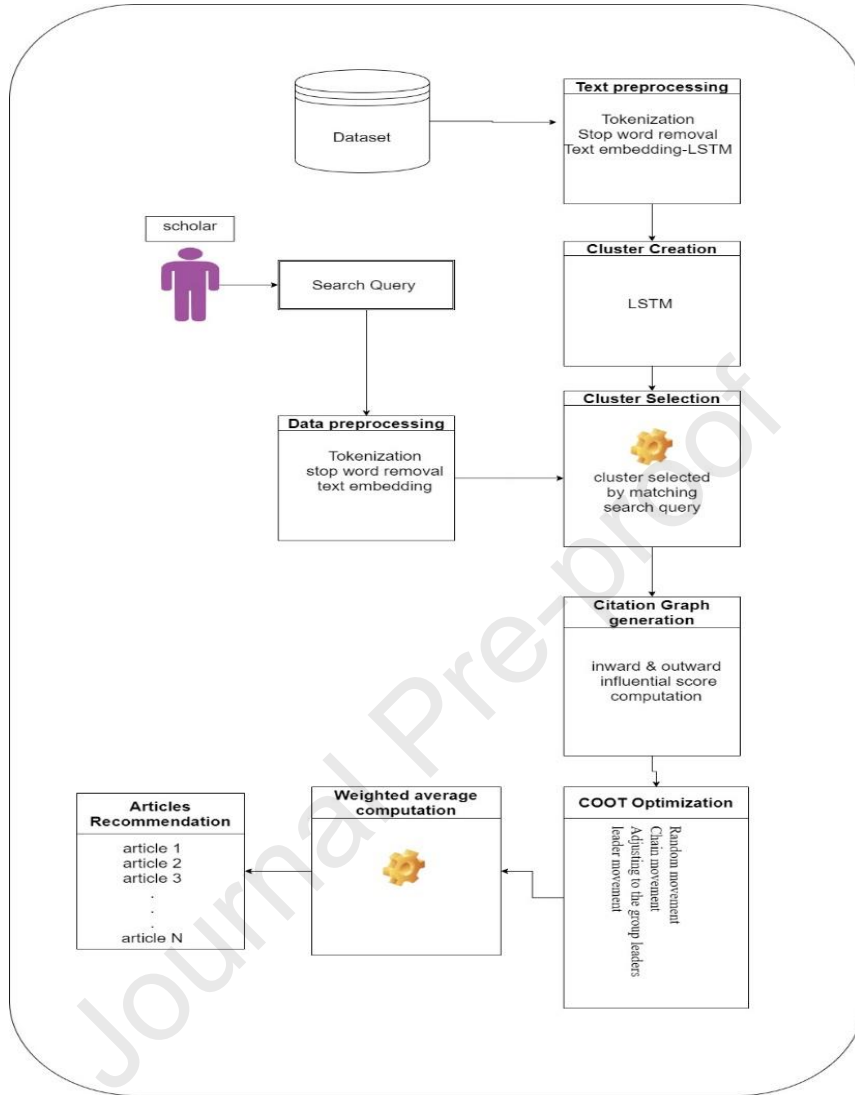 Dataset
Text preprocessing
Tokenization
Stop word removal
Text embedding-LSTM
scholar
Search Query
Cluster Creation
LSTM
Data preprocessing
Tokenization
stop word removal
text embedding
Cluster Selection
cluster selected
by matching
search query
Citation Graph
generation
inward & outward
influential score
computation
COOT Optimization
Random movement
Chain movement
Adjusting to the group leaders
leader movement
Weighted average
computation
Articles
Recommendation
article 1
article 2
article 3
.
.
.
article N
Journal Pre-proof